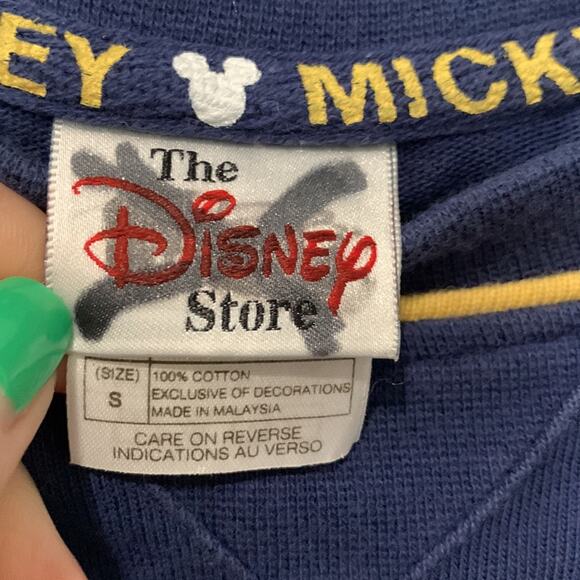 EY MICK
The
Disney
Store
(SIZE)
S
100% COTTON
EXCLUSIVE OF DECORATIONS
MADE IN MALAYSIA
CARE ON REVERSE
INDICATIONS AU VERSO